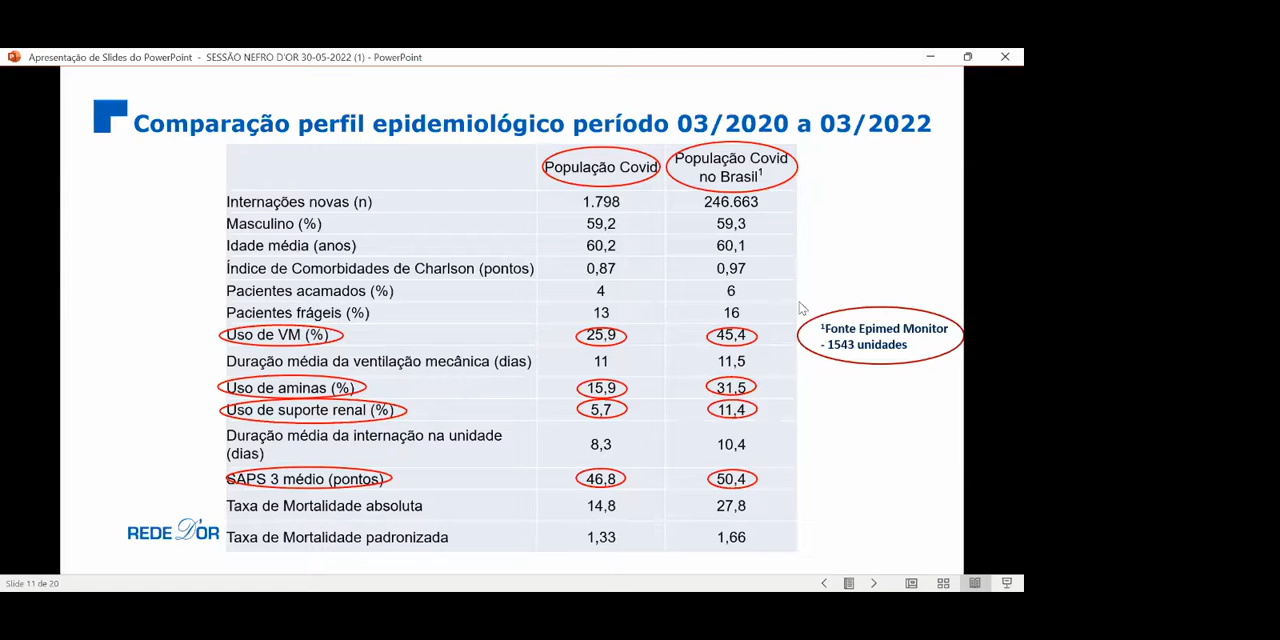 Apresentação de Slides do PowerPoint - SESSÃO NEFRO D'OR 30-05-2022 (1) - PowerPoint
Comparação perfil epidemiológico período 03/2020 a 03/2022
População Covid
População Covid
no Brasil¹
Internações novas (n) 1.798 246.663
Masculino (%) 59,2 59,3
Idade média (anos) 60,2 60,1
Índice de Comorbidades de Charlson (pontos) 0,87 0,97
Pacientes acamados (%) 4 6
Pacientes frágeis (%) 13 16
Uso de VM (%) 25,9 45,4
¹Fonte Epimed Monitor
- 1543 unidades
Duração média da ventilação mecânica (dias) 11 11,5
Uso de aminas (%) 15,9 31,5
Uso de suporte renal (%) 5,7 11,4
Duração média da internação na unidade
(dias) 8,3 10,4
SAPS 3 médio (pontos) 46,8 50,4
Taxa de Mortalidade absoluta 14,8 27,8
Taxa de Mortalidade padronizada 1,33 1,66
REDE D'OR
Slide 11 de 20